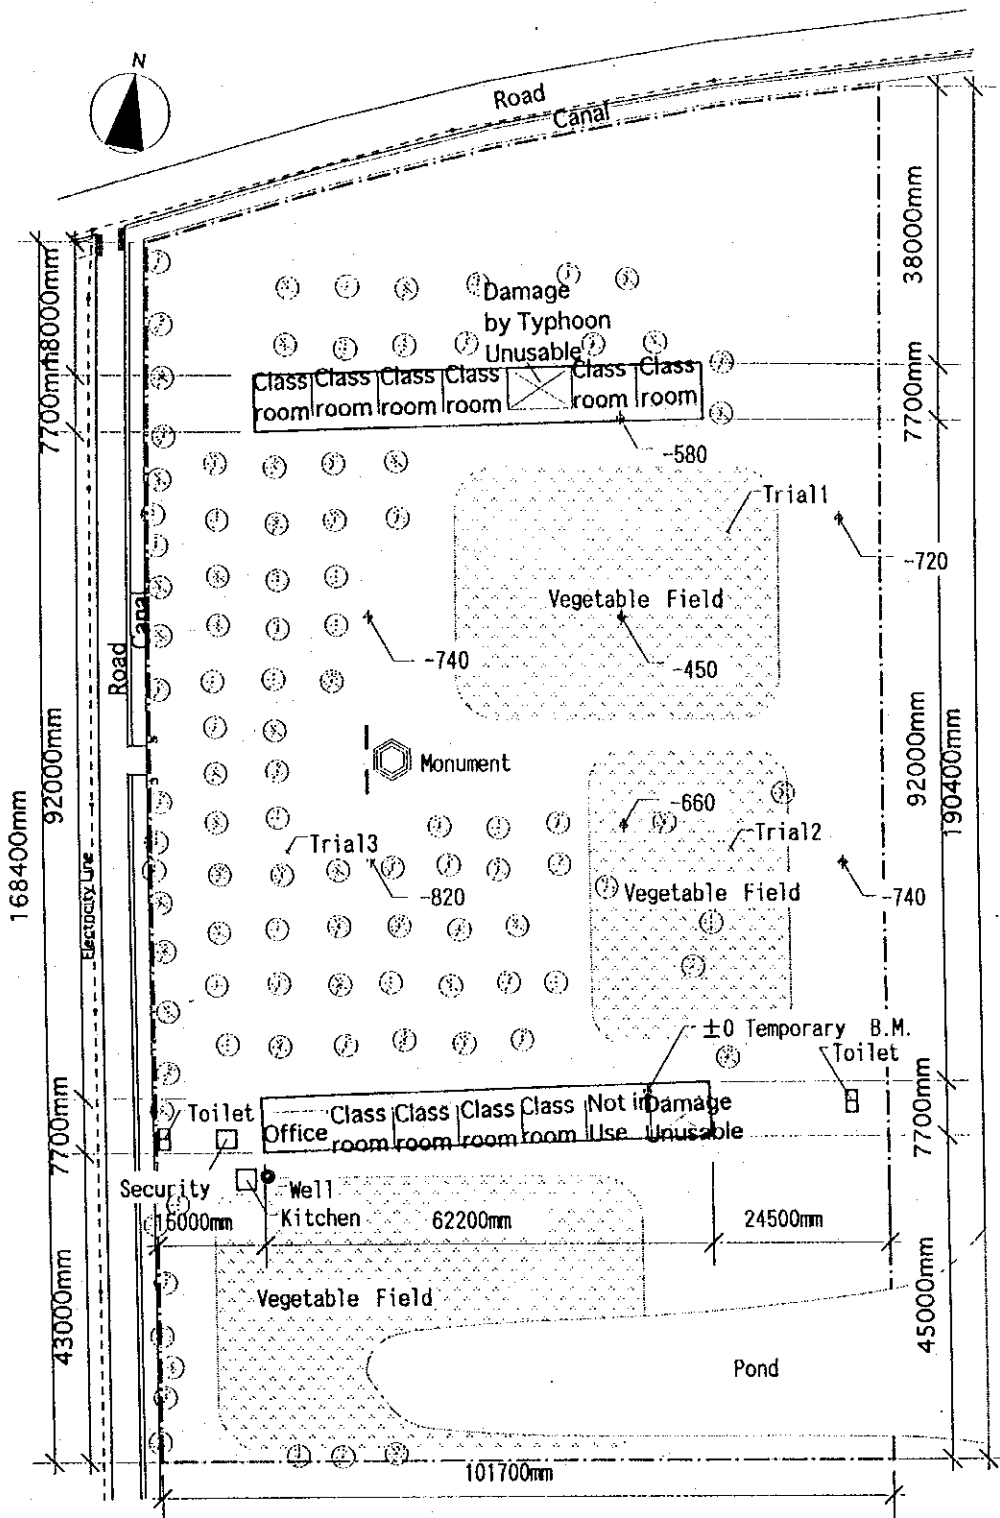 N
Road
Canal
38000mm
18000mm
Damage
by Typhoon
Unusable
7700mm
Class
room
Class
room
Class
room
Class
room
Class
room
Class
room
7700mm
-580
Trial1
-720
Vegetable Field
-740
-450
Canal
Road
92000mm
168400mm
Monument
92000mm
190400mm
-660
Trial3
Trial2
-820
Vegetable Field
-740
Electricity Line
±0 Temporary B.M.
Toilet
7700mm
Toilet
Office
Class
room
Class
room
Class
room
Class
room
Not in
Use
Damage
Unusable
7700mm
Security
Well
Kitchen
16000mm
62200mm
24500mm
43000mm
Vegetable Field
45000mm
Pond
101700mm